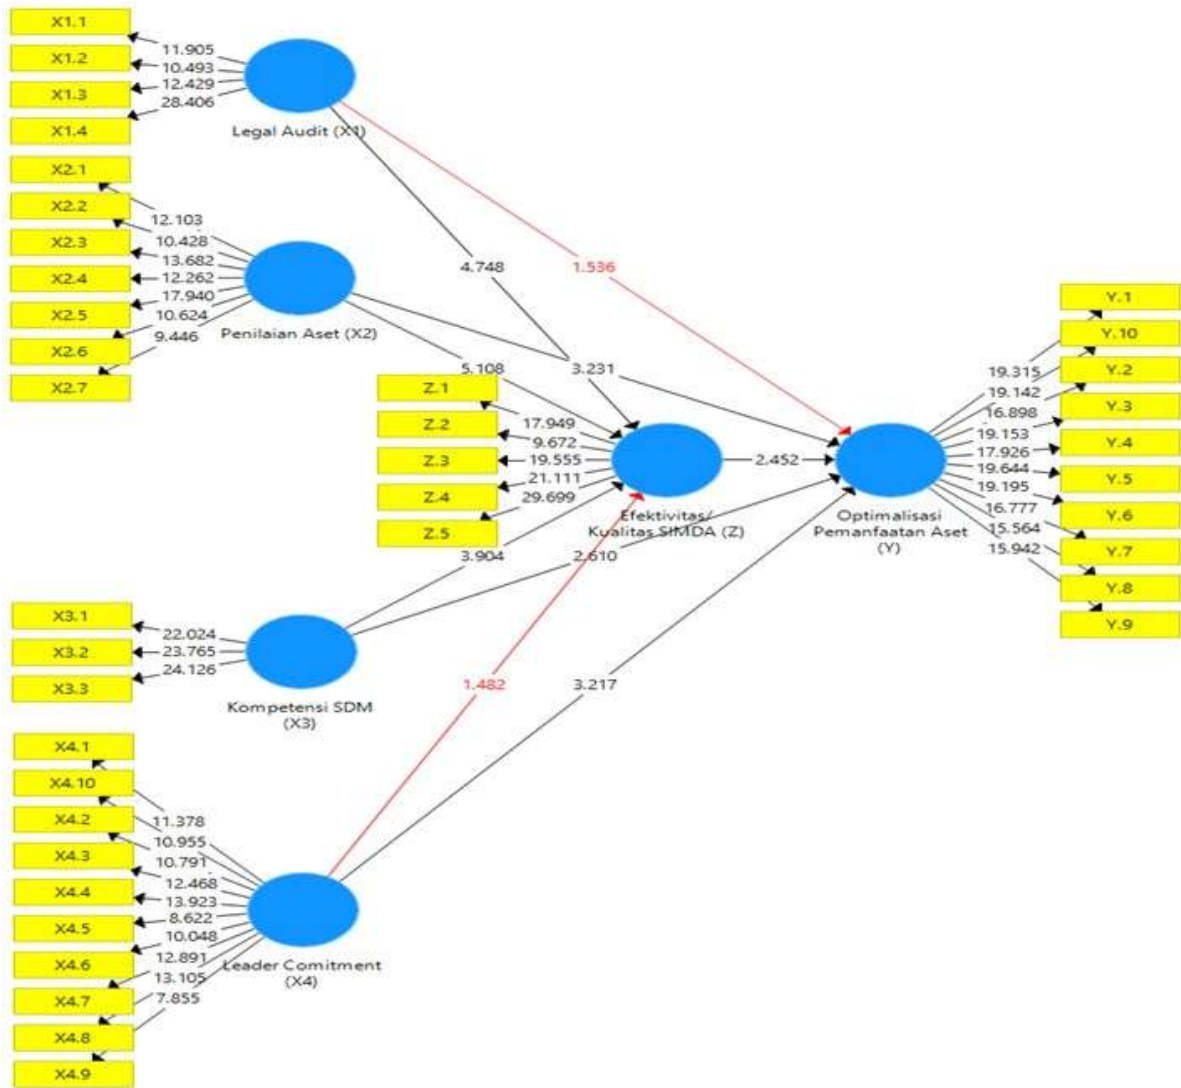 X1.1
X1.2
X1.3
X1.4
11.905
10.493
12.429
28.406
Legal Audit (X1)
X2.1
X2.2
X2.3
X2.4
X2.5
X2.6
X2.7
12.103
10.428
13.682
12.262
17.940
10.624
9.446
Penilaian Aset (X2)
4.748
1.536
5.108
3.231
Z.1
Z.2
Z.3
Z.4
Z.5
17.949
9.672
19.555
21.111
29.699
Efektivitas/
Kualitas SIMDA (Z)
2.452
Optimalisasi
Pemanfaatan Aset
(Y)
19.315
19.142
16.898
19.153
17.926
19.644
19.195
16.777
15.564
15.942
Y.1
Y.10
Y.2
Y.3
Y.4
Y.5
Y.6
Y.7
Y.8
Y.9
3.904
2.610
X3.1
X3.2
X3.3
22.024
23.765
24.126
Kompetensi SDM
(X3)
1.482
3.217
X4.1
X4.10
X4.2
X4.3
X4.4
X4.5
X4.6
X4.7
X4.8
X4.9
11.378
10.955
10.791
12.468
13.923
8.622
10.048
12.891
13.105
7.855
Leader Comitment
(X4)